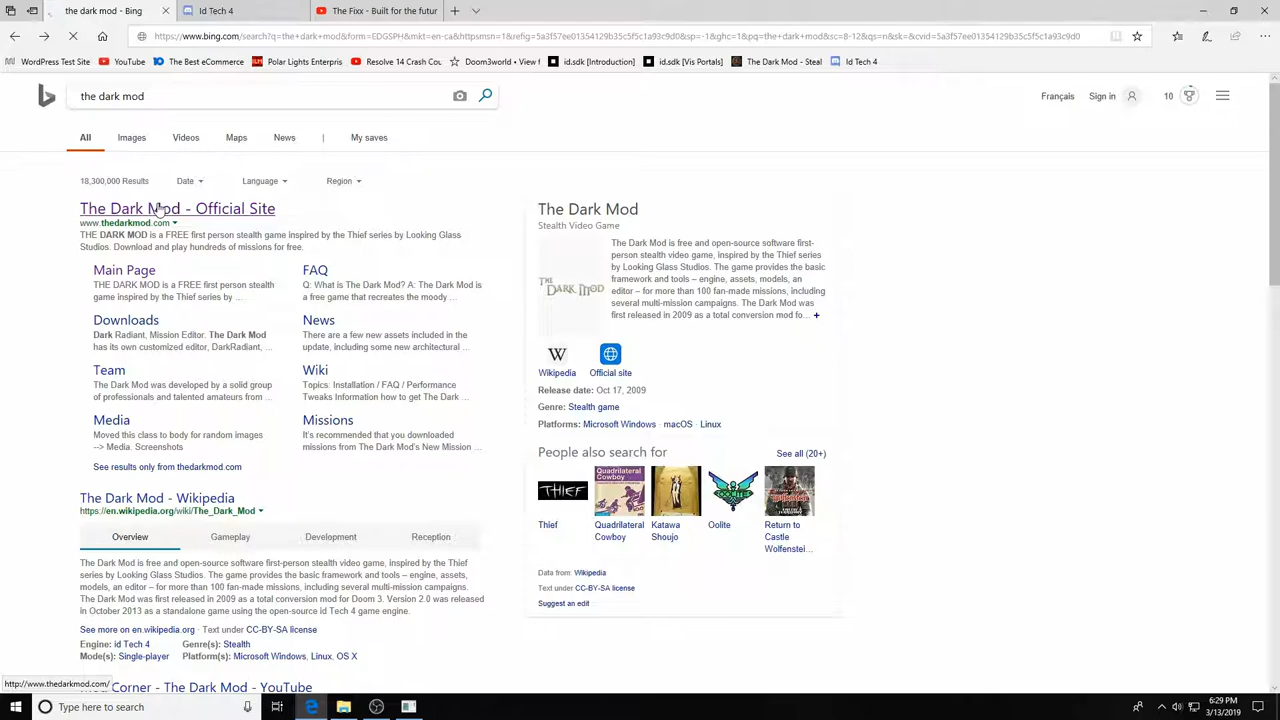 the dark mod - Bing
Id Tech 4
The Fixx - Built for the futur
https://www.bing.com/search?q=the+dark+mod&form=EDGSPH&mkt=en-ca&httpsmsn=1&refig=5a3f57ee01354129b35c5f5c1a93c9d0&sp=-1&ghc=1&pq=the+dark+mod&sc=8-12&qs=n&sk=&cvid=5a3f57ee01354129b35c5f5c1a93c9d0
WordPress Test Site
YouTube
The Best eCommerce
Polar Lights Enterpris
Resolve 14 Crash Cou
Doom3world • View f
id.sdk [Introduction]
id.sdk [Vis Portals]
The Dark Mod - Steal
Id Tech 4
the dark mod
Français
Sign in
10
All
Images
Videos
Maps
News
My saves
18,300,000 Results
Date
Language
Region
The Dark Mod - Official Site
www.thedarkmod.com
THE DARK MOD is a FREE first person stealth game inspired by the Thief series by Looking Glass
Studios. Download and play hundreds of missions for free.
Main Page
THE DARK MOD is a FREE first person stealth
game inspired by the Thief series by ...
FAQ
Q: What is The Dark Mod? A: The Dark Mod is
a free game that recreates the moody ...
Downloads
Dark Radiant, Mission Editor. The Dark Mod
has its own customized editor, DarkRadiant, ...
News
There are a few new assets included in the
update, including some new architectural ...
Team
The Dark Mod was developed by a solid group
of professionals and talented amateurs from ...
Wiki
Topics: Installation / FAQ / Performance
Tweaks Information how to get The Dark ...
Media
Moved this class to body for random images
--> Media. Screenshots
Missions
It's recommended that you downloaded
missions from The Dark Mod's New Mission ...
See results only from thedarkmod.com
The Dark Mod - Wikipedia
https://en.wikipedia.org/wiki/The_Dark_Mod
Overview
Gameplay
Development
Reception
The Dark Mod is free and open-source software first-person stealth video game, inspired by the Thief
series by Looking Glass Studios. The game provides the basic framework and tools – engine, assets,
models, an editor – for more than 100 fan-made missions, including several multi-mission campaigns.
The Dark Mod was first released in 2009 as a total conversion mod for Doom 3. Version 2.0 was released
in October 2013 as a standalone game using the open-source id Tech 4 game engine.
See more on en.wikipedia.org · Text under CC-BY-SA license
Engine: id Tech 4
Genre(s): Stealth
Mode(s): Single-player
Platform(s): Microsoft Windows, Linux, OS X
Corner - The Dark Mod - YouTube
The Dark Mod
Stealth Video Game
THE DARK MOD
The Dark Mod is free and open-source software first-
person stealth video game, inspired by the Thief series
by Looking Glass Studios. The game provides the basic
framework and tools – engine, assets, models, an
editor – for more than 100 fan-made missions, including
several multi-mission campaigns. The Dark Mod was
first released in 2009 as a total conversion mod fo... +
W
Wikipedia
Official site
Release date: Oct 17, 2009
Genre: Stealth game
Platforms: Microsoft Windows · macOS · Linux
People also search for
See all (20+)
THIEF
Quadrilateral
Cowboy
OOLITE
Thief
Quadrilateral
Cowboy
Katawa
Shoujo
Oolite
Return to
Castle
Wolfenstei...
Data from: Wikipedia
Text under CC-BY-SA license
Suggest an edit
http://www.thedarkmod.com/
Type here to search
6:29 PM
3/13/2019